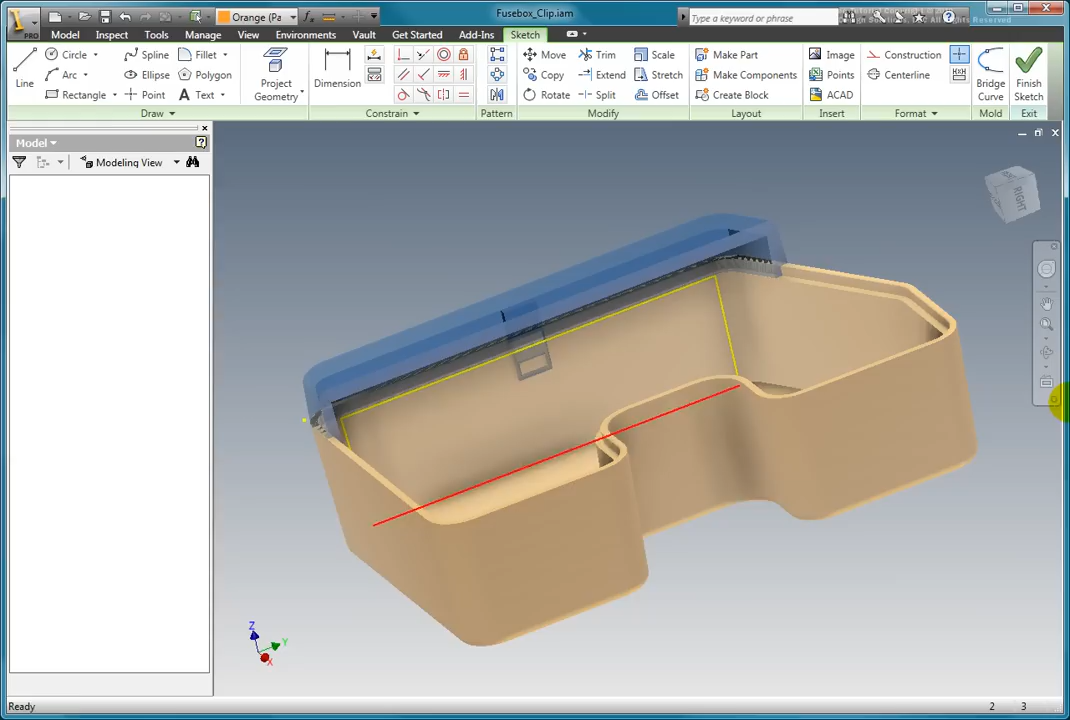 PRO
Orange (Pa
Fusebox_Clip.iam
Type a keyword or phrase
Reserved
Model Inspect Tools Manage View Environments Vault Get Started Add-Ins Sketch
Line
Circle
Arc
Rectangle
Spline
Ellipse
Point
Fillet
Polygon
Text
Project
Geometry
Dimension
Move
Copy
Rotate
Trim
Extend
Split
Scale
Stretch
Offset
Make Part
Make Components
Create Block
Image
Points
ACAD
Construction
Centerline
Bridge
Curve
Finish
Sketch
Draw Constrain Pattern Modify Layout Insert Format Mold Exit
Model
Modeling View
RIGHT
Z
Y
X
Ready
2 3